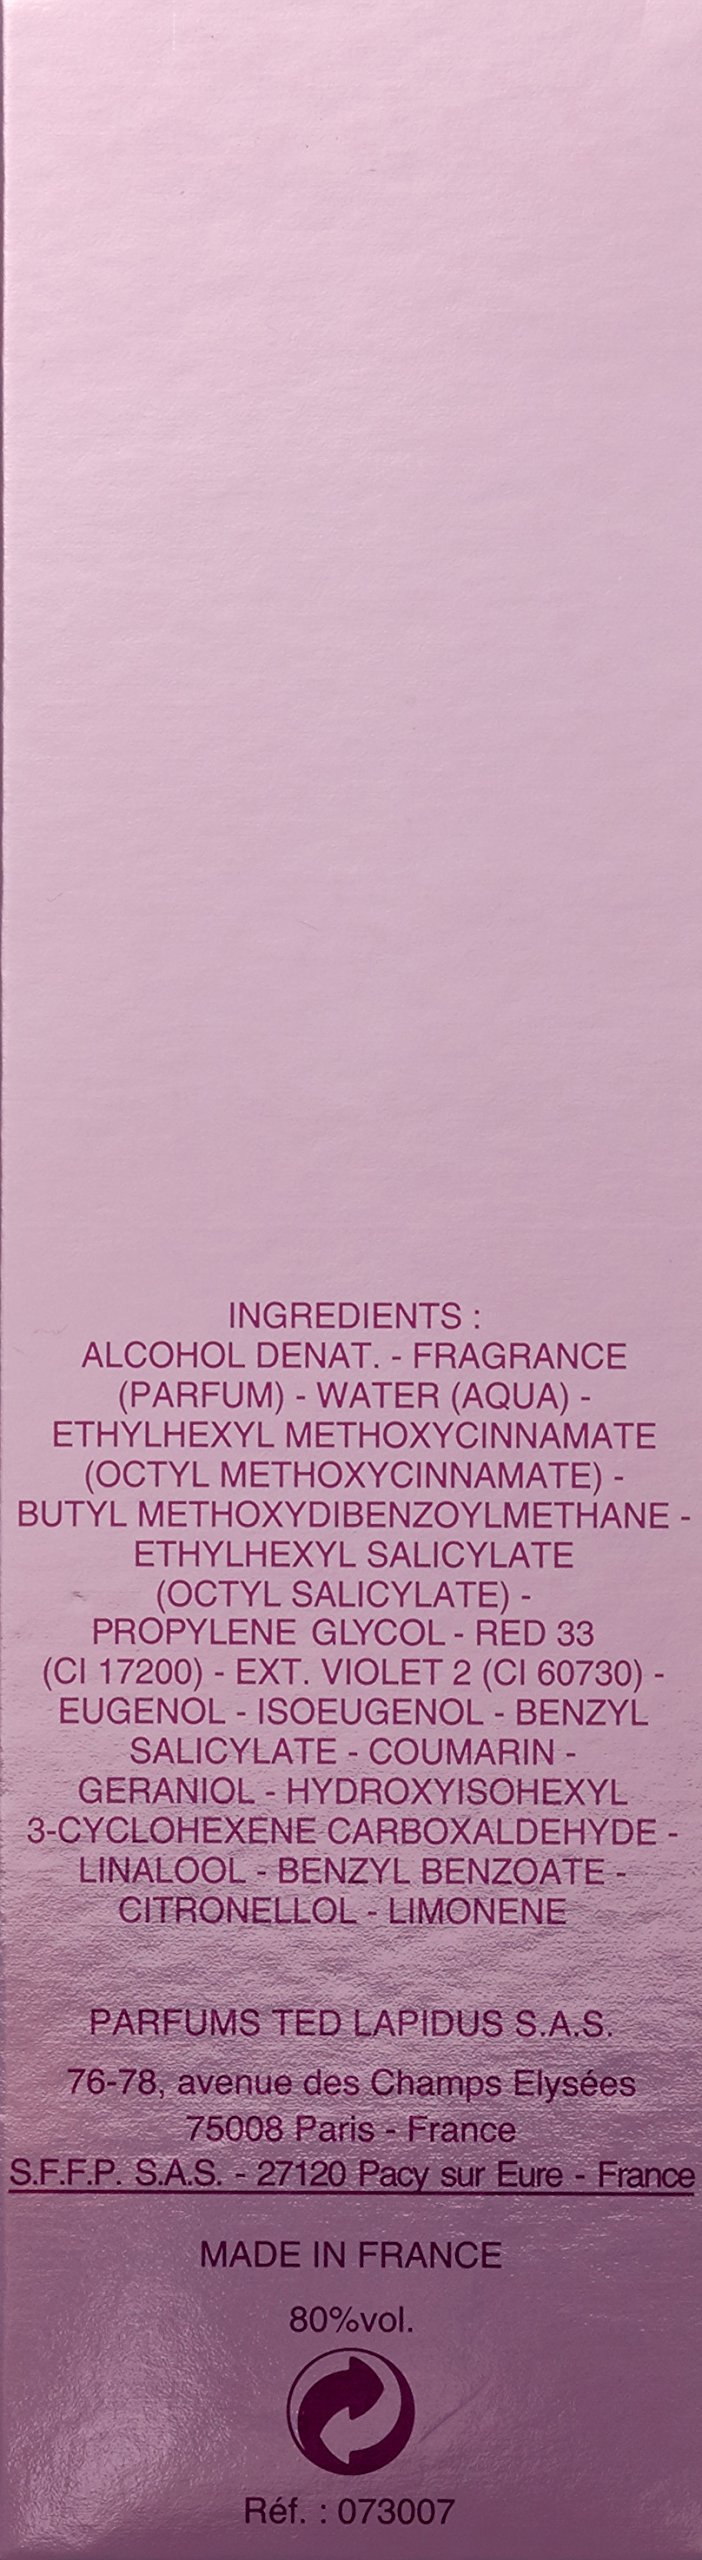 INGREDIENTS :
ALCOHOL DENAT. - FRAGRANCE
(PARFUM) - WATER (AQUA) -
ETHYLHEXYL METHOXYCINNAMATE
(OCTYL METHOXYCINNAMATE) -
BUTYL METHOXYDIBENZOYLMETHANE -
ETHYLHEXYL SALICYLATE
(OCTYL SALICYLATE) -
PROPYLENE GLYCOL - RED 33
(CI 17200) - EXT. VIOLET 2 (CI 60730) -
EUGENOL - ISOEUGENOL - BENZYL
SALICYLATE - COUMARIN -
GERANIOL - HYDROXYISOHEXYL
3-CYCLOHEXENE CARBOXALDEHYDE -
LINALOOL - BENZYL BENZOATE -
CITRONELLOL - LIMONENE
PARFUMS TED LAPIDUS S.A.S.
76-78, avenue des Champs Elysées
75008 Paris - France
S.F.F.P. S.A.S. - 27120 Pacy sur Eure - France
MADE IN FRANCE
80%vol.
Réf. : 073007